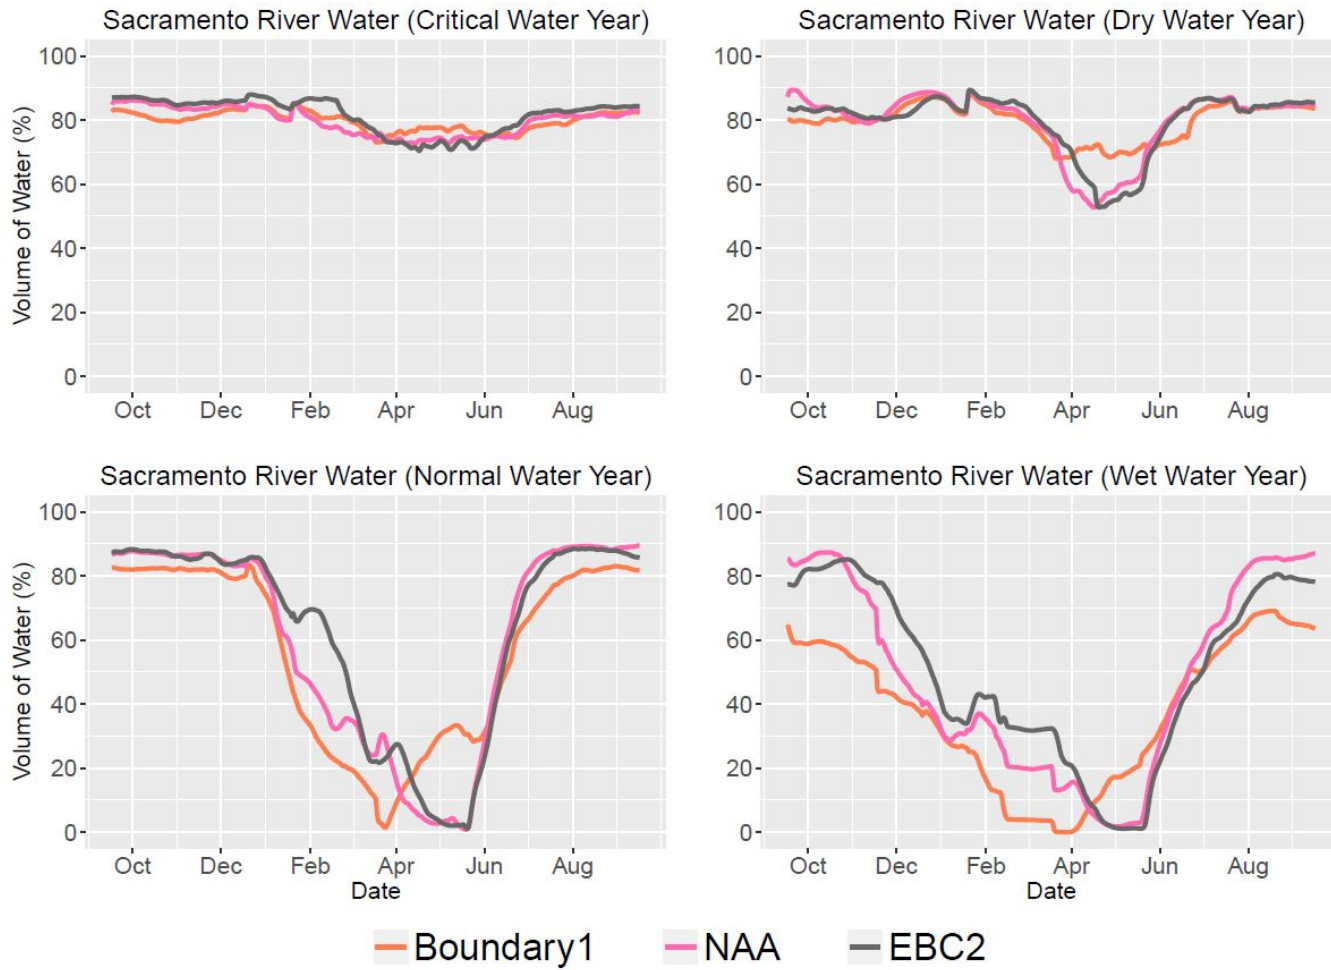 Sacramento River Water (Critical Water Year)
Volume of Water (%)
100
80
60
40
20
0
Oct Dec Feb Apr Jun Aug
Sacramento River Water (Dry Water Year)
100
80
60
40
20
0
Oct Dec Feb Apr Jun Aug
Sacramento River Water (Normal Water Year)
Volume of Water (%)
100
80
60
40
20
0
Oct Dec Feb Apr Jun Aug
Date
Sacramento River Water (Wet Water Year)
100
80
60
40
20
0
Oct Dec Feb Apr Jun Aug
Date
Boundary1 NAA EBC2